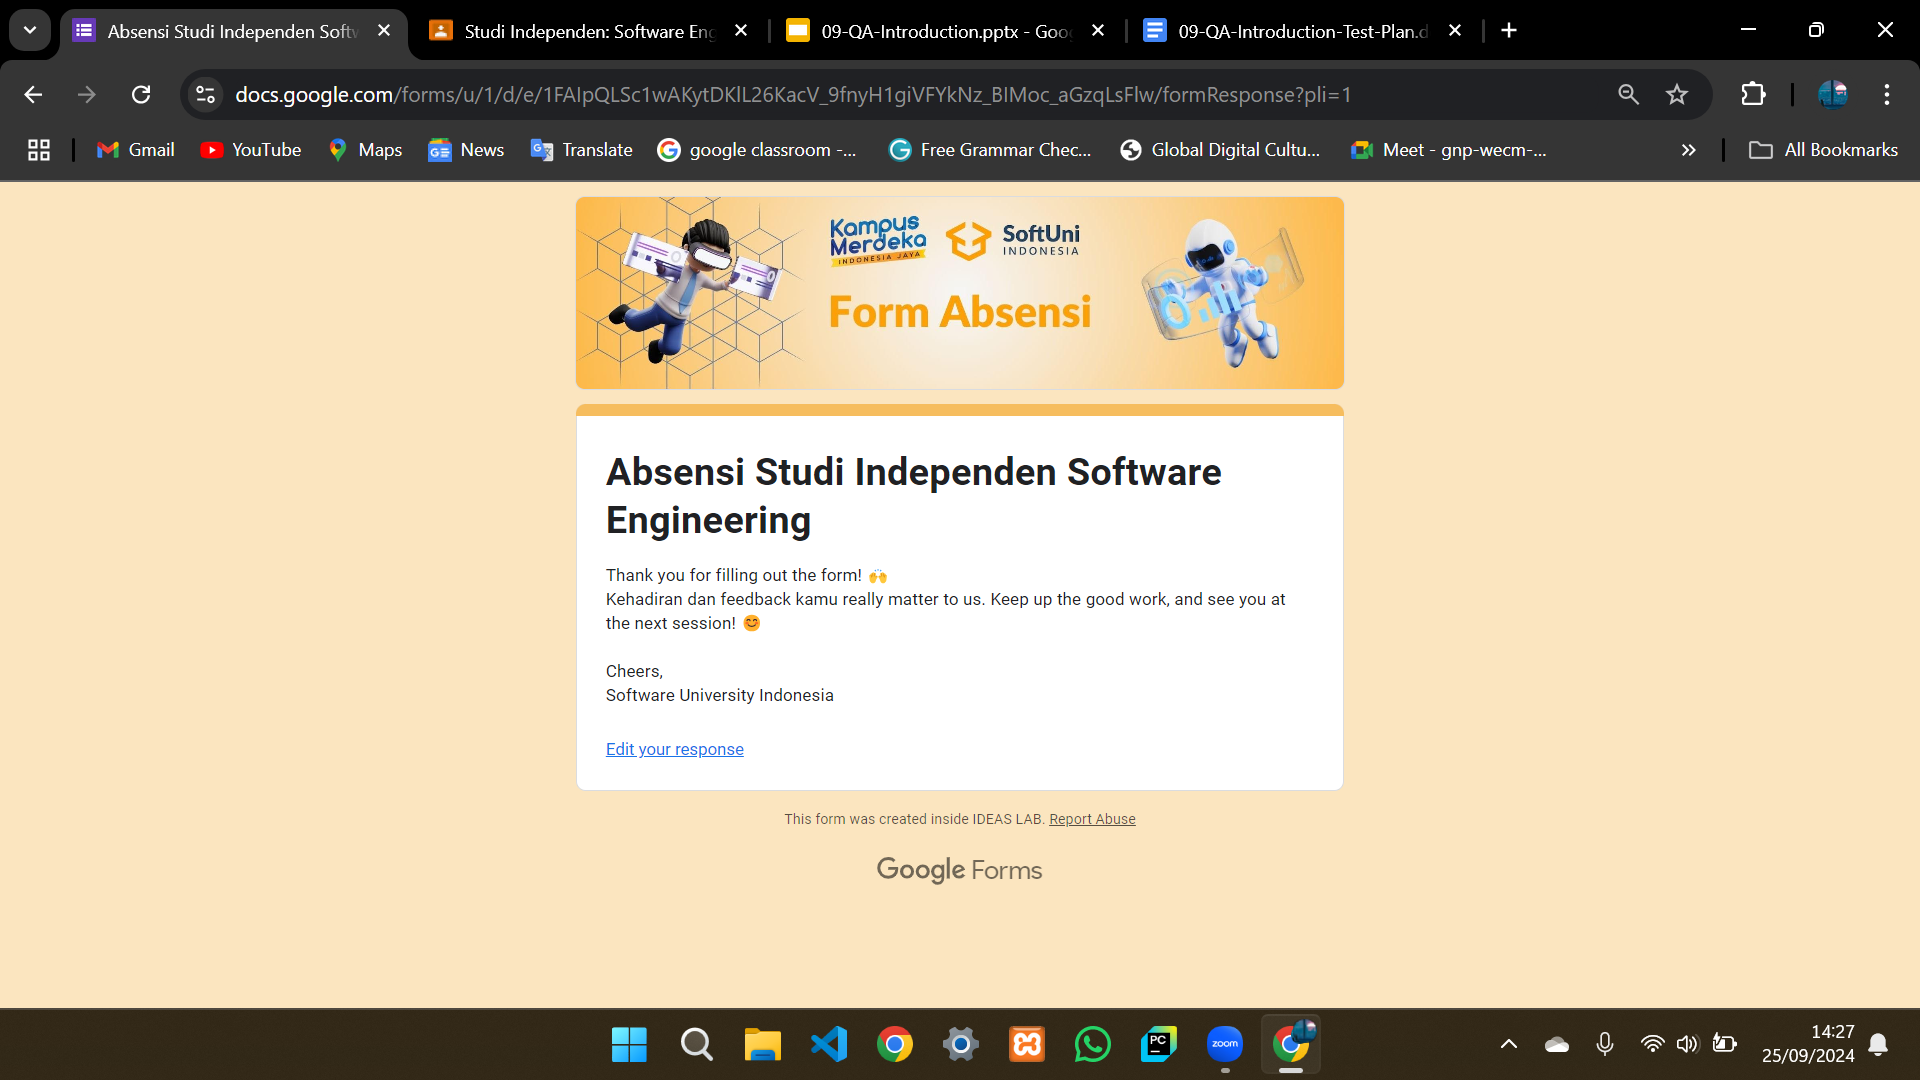 Absensi Studi Independen Softw
Studi Independen: Software Eng
09-QA-Introduction.pptx - Goo
09-QA-Introduction-Test-Plan.d
docs.google.com/forms/u/1/d/e/1FAIpQLSc1wAKytDKlL26KacV_9fnyH1giVFYkNz_BIMoc_aGzqLsFlw/formResponse?pli=1
Gmail
YouTube
Maps
News
Translate
google classroom -...
Free Grammar Chec...
Global Digital Cultu...
Meet - gnp-wecm-...
All Bookmarks
Kampus
Merdeka
INDONESIA JAYA
SoftUni
INDONESIA
Form Absensi
Absensi Studi Independen Software
Engineering
Thank you for filling out the form! 🙌
Kehadiran dan feedback kamu really matter to us. Keep up the good work, and see you at
the next session! 😊
Cheers,
Software University Indonesia
Edit your response
This form was created inside IDEAS LAB. Report Abuse
Google Forms
PC
zoom
14:27
25/09/2024